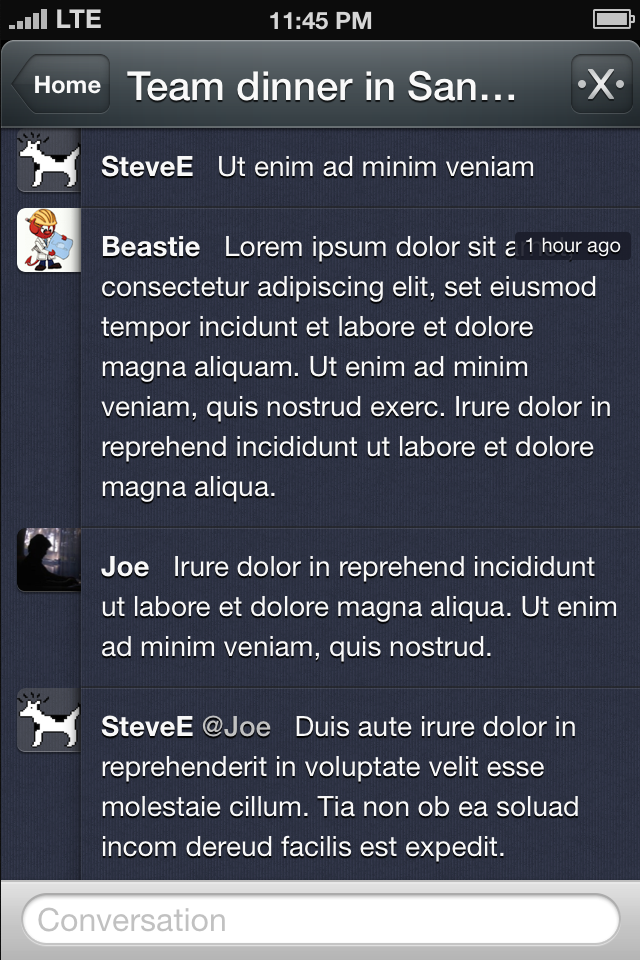 LTE 11:45 PM
Home Team dinner in San... •X•
SteveE Ut enim ad minim veniam
Beastie Lorem ipsum dolor sit 1 hour ago
consectetur adipiscing elit, set eiusmod
tempor incidunt et labore et dolore
magna aliquam. Ut enim ad minim
veniam, quis nostrud exerc. Irure dolor in
reprehend incididunt ut labore et dolore
magna aliqua.
Joe Irure dolor in reprehend incididunt
ut labore et dolore magna aliqua. Ut enim
ad minim veniam, quis nostrud.
SteveE @Joe Duis aute irure dolor in
reprehenderit in voluptate velit esse
molestaie cillum. Tia non ob ea soluad
incom dereud facilis est expedit.
Conversation